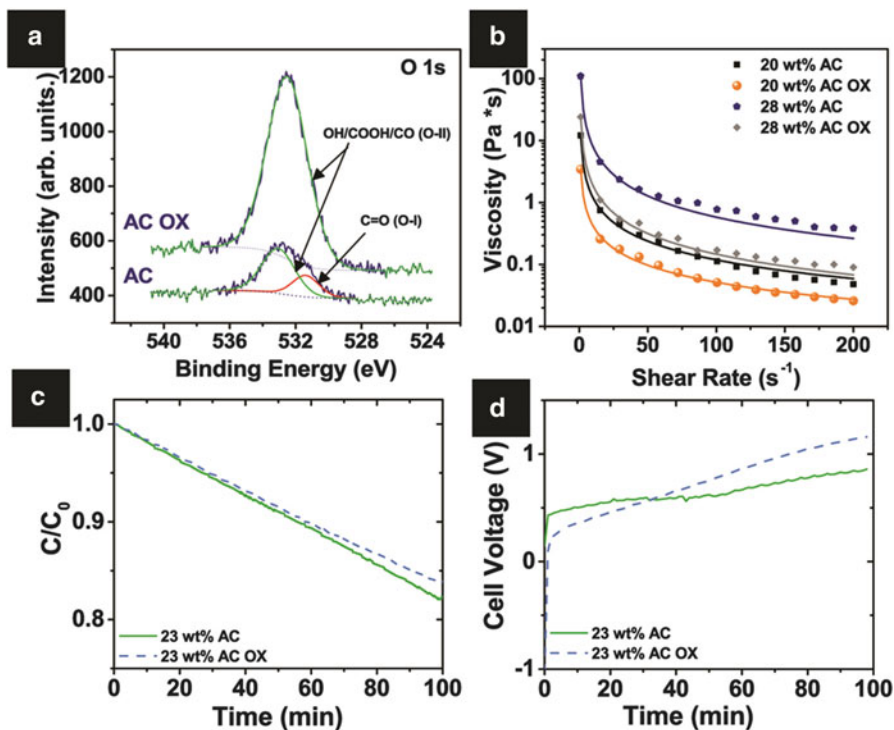 a
O 1s
1200
1000
800
600
400
Intensity (arb. units.)
OH/COOH/CO (O-II)
C=O (O-I)
AC OX
AC
540
536
532
528
524
Binding Energy (eV)
b
20 wt% AC
20 wt% AC OX
28 wt% AC
28 wt% AC OX
100
10
1
0.1
0.01
Viscosity (Pa *s)
0
50
100
150
200
Shear Rate (s⁻¹)
c
1.0
0.9
0.8
C/C₀
23 wt% AC
23 wt% AC OX
0
20
40
60
80
100
Time (min)
d
1
0
-1
Cell Voltage (V)
23 wt% AC
23 wt% AC OX
0
20
40
60
80
100
Time (min)